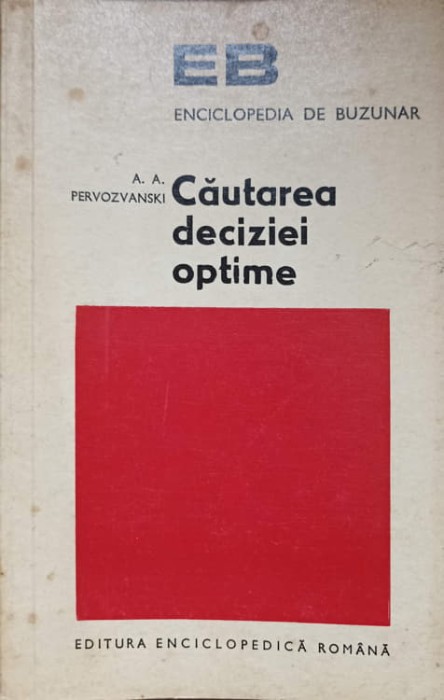 EB
ENCICLOPEDIA DE BUZUNAR
A. A.
PERVOZVANSKI
Căutarea
deciziei
optime
EDITURA ENCICLOPEDICĂ ROMÂNĂ